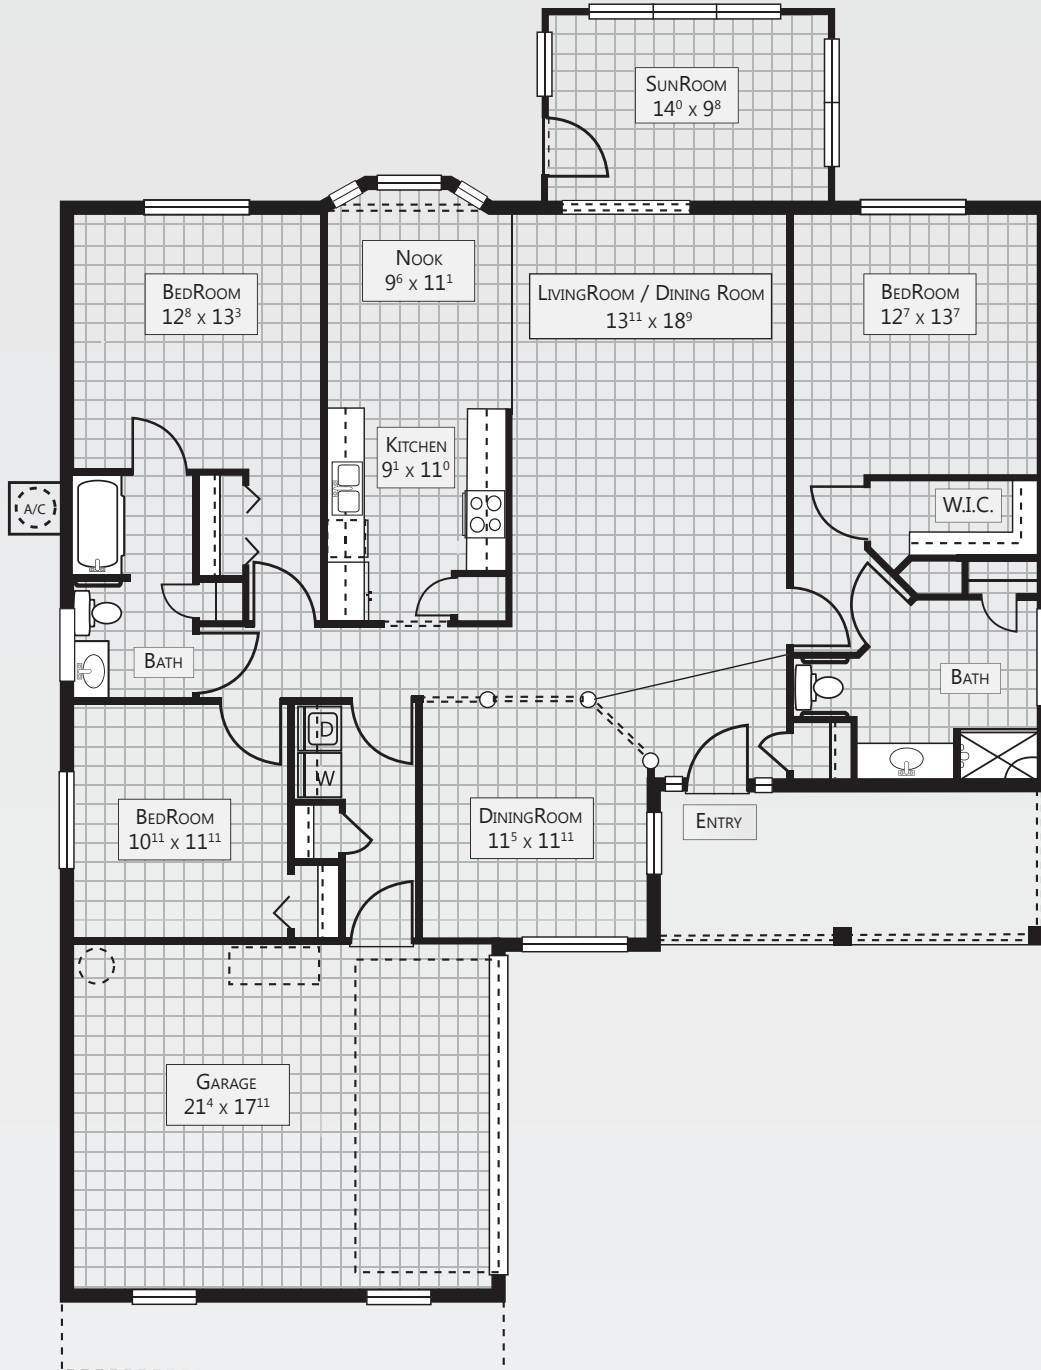 SunRoom
14⁰ x 9⁸
Nook
9⁶ x 11¹
BedRoom
12⁸ x 13³
LivingRoom / Dining Room
13¹¹ x 18⁹
BedRoom
12⁷ x 13⁷
Kitchen
9¹ x 11⁰
A/C
W.I.C.
Bath
Bath
D
W
BedRoom
10¹¹ x 11¹¹
DiningRoom
11⁵ x 11¹¹
Entry
Garage
21⁴ x 17¹¹